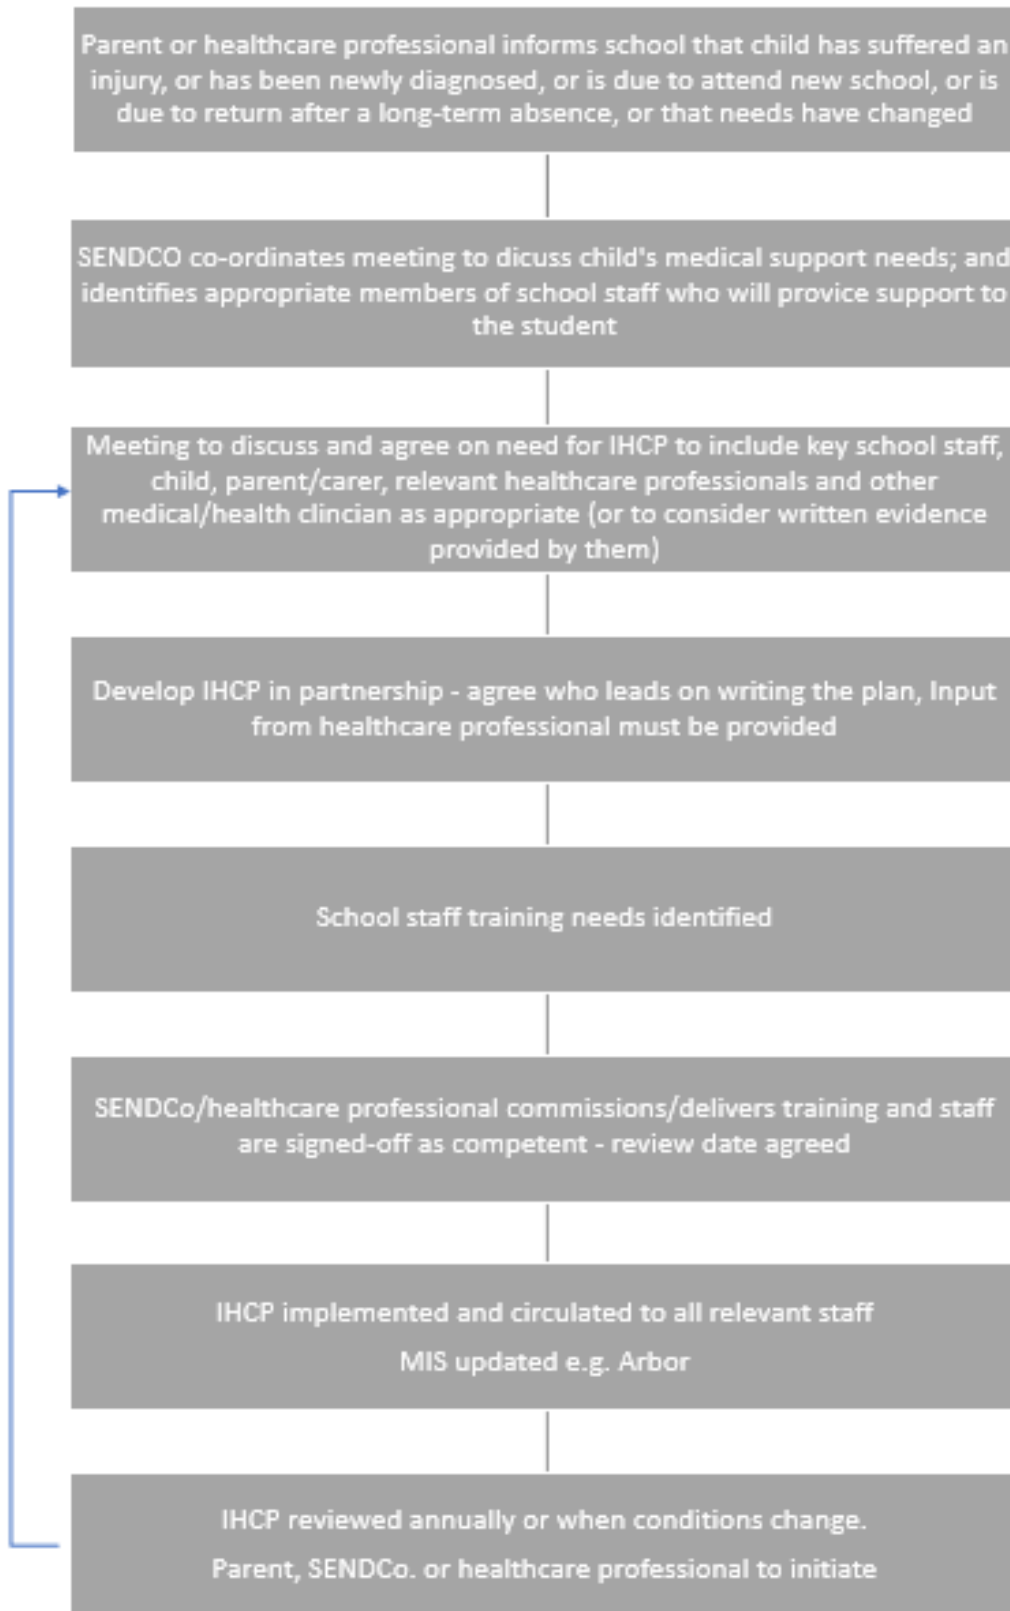 Parent or healthcare professional informs school that child has suffered an
injury, or has been newly diagnosed, or is due to attend new school, or is
due to return after a long-term absence, or that needs have changed
SENDCO co-ordinates meeting to dicuss child's medical support needs; and
identifies appropriate members of school staff who will provice support to
the student
Meeting to discuss and agree on need for IHCP to include key school staff,
child, parent/carer, relevant healthcare professionals and other
medical/health clincian as appropriate (or to consider written evidence
provided by them)
Develop IHCP in partnership - agree who leads on writing the plan, Input
from healthcare professional must be provided
School staff training needs identified
SENDCo/healthcare professional commissions/delivers training and staff
are signed-off as competent - review date agreed
IHCP implemented and circulated to all relevant staff
MIS updated e.g. Arbor
IHCP reviewed annually or when conditions change.
Parent, SENDCo. or healthcare professional to initiate